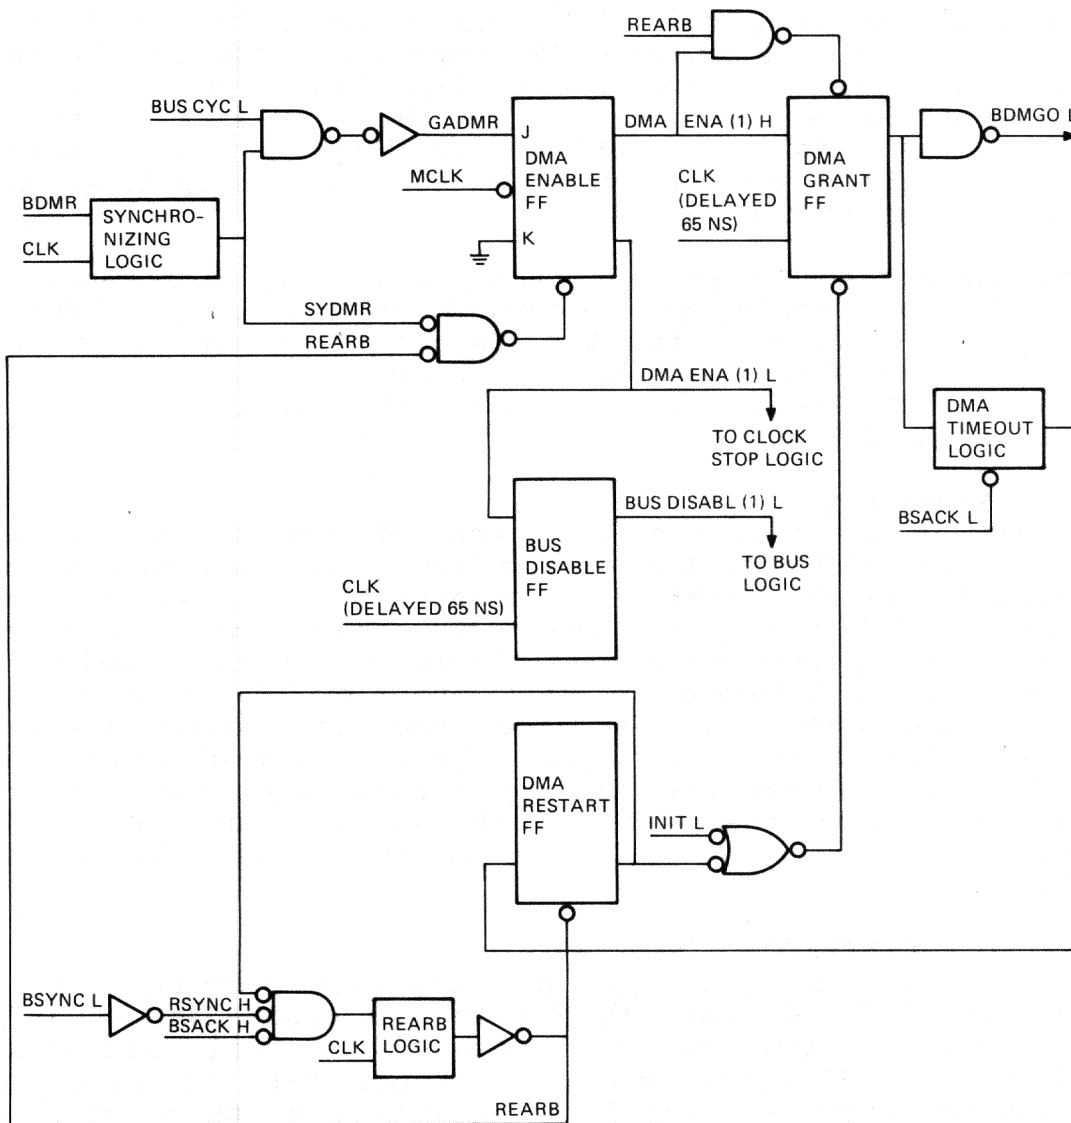 REARB
BUS CYC L
GADMR
J
DMA
ENABLE
FF
K
MCLK
DMA ENA (1) H
CLK
(DELAYED
65 NS)
DMA
GRANT
FF
BDMGO L
BDMR
CLK
SYNCHRO-
NIZING
LOGIC
SYDMR
REARB
DMA ENA (1) L
TO CLOCK
STOP LOGIC
DMA
TIMEOUT
LOGIC
BSACK L
BUS
DISABLE
FF
BUS DISABL (1) L
TO BUS
LOGIC
CLK
(DELAYED 65 NS)
DMA
RESTART
FF
INIT L
BSYNC L
RSYNC H
BSACK H
CLK
REARB
LOGIC
REARB